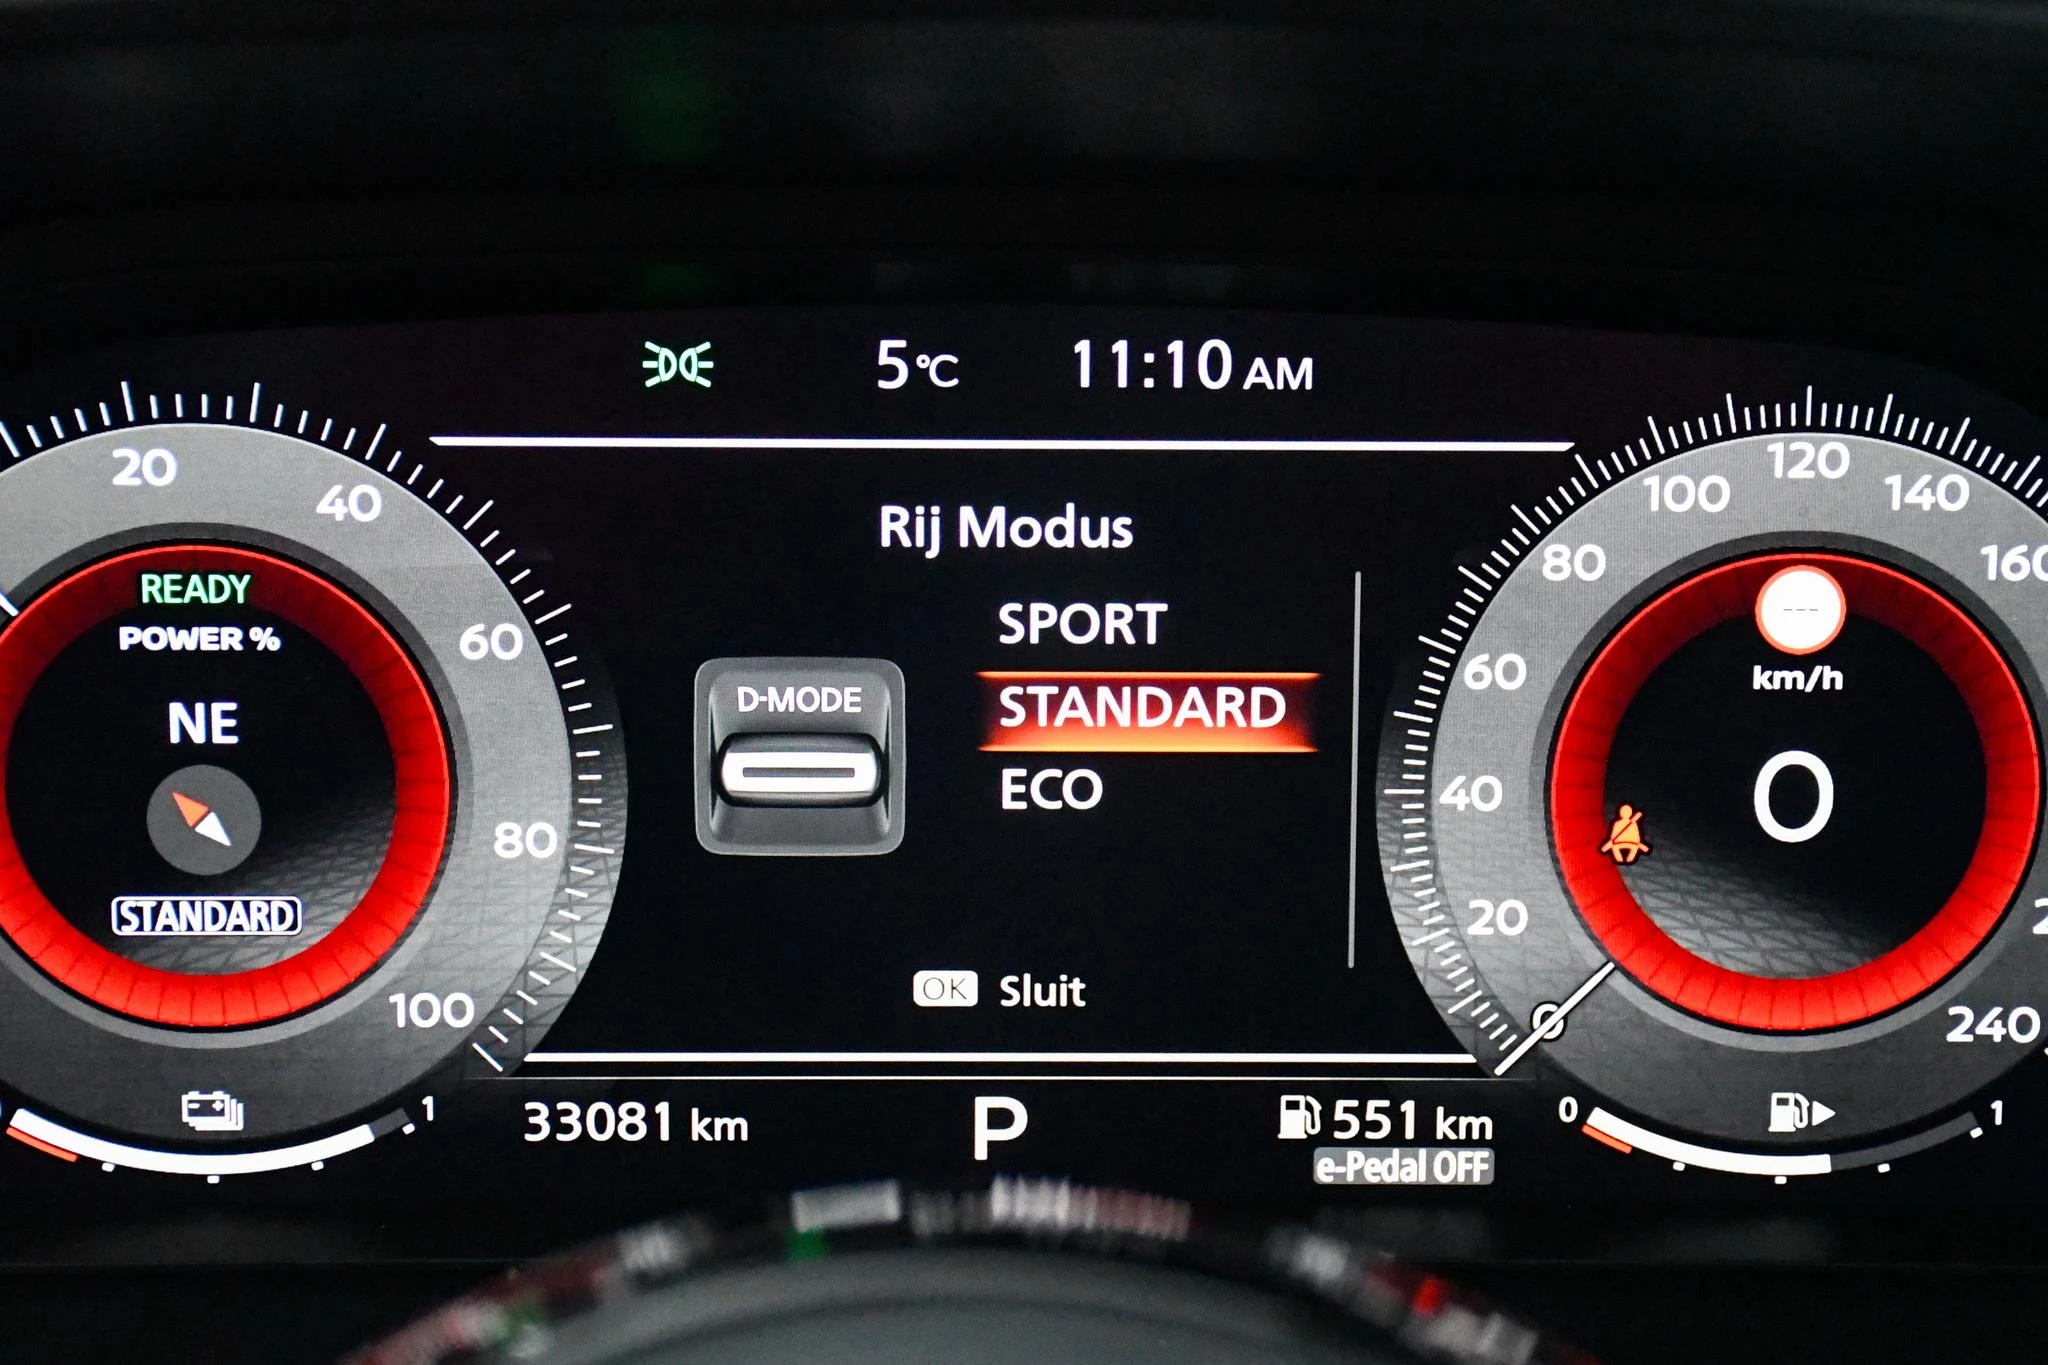 5°C
11:10 AM
20
40
60
80
100
READY
POWER %
NE
STANDARD
1
Rij Modus
D-MODE
SPORT
STANDARD
ECO
OK Sluit
33081 km
P
551 km
e-Pedal OFF
0
20
40
60
80
100
120
140
160
240
---
km/h
0
0
1